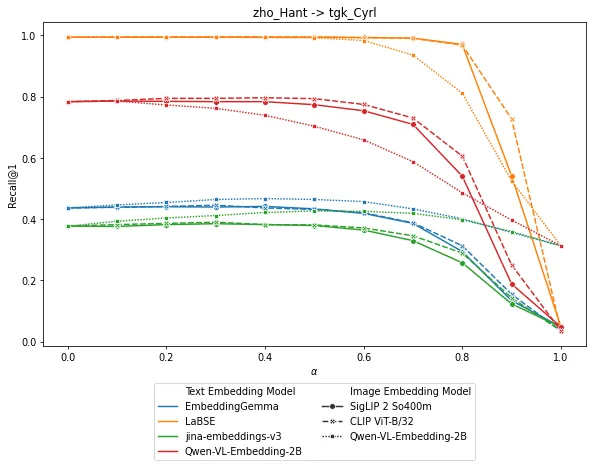 zho_Hant -> tgk_Cyrl
1.0
0.8
0.6
0.4
0.2
0.0
Recall@1
0.0 0.2 0.4 0.6 0.8 1.0
α
Text Embedding Model Image Embedding Model
EmbeddingGemma SigLIP 2 So400m
LaBSE CLIP ViT-B/32
jina-embeddings-v3 Qwen-VL-Embedding-2B
Qwen-VL-Embedding-2B